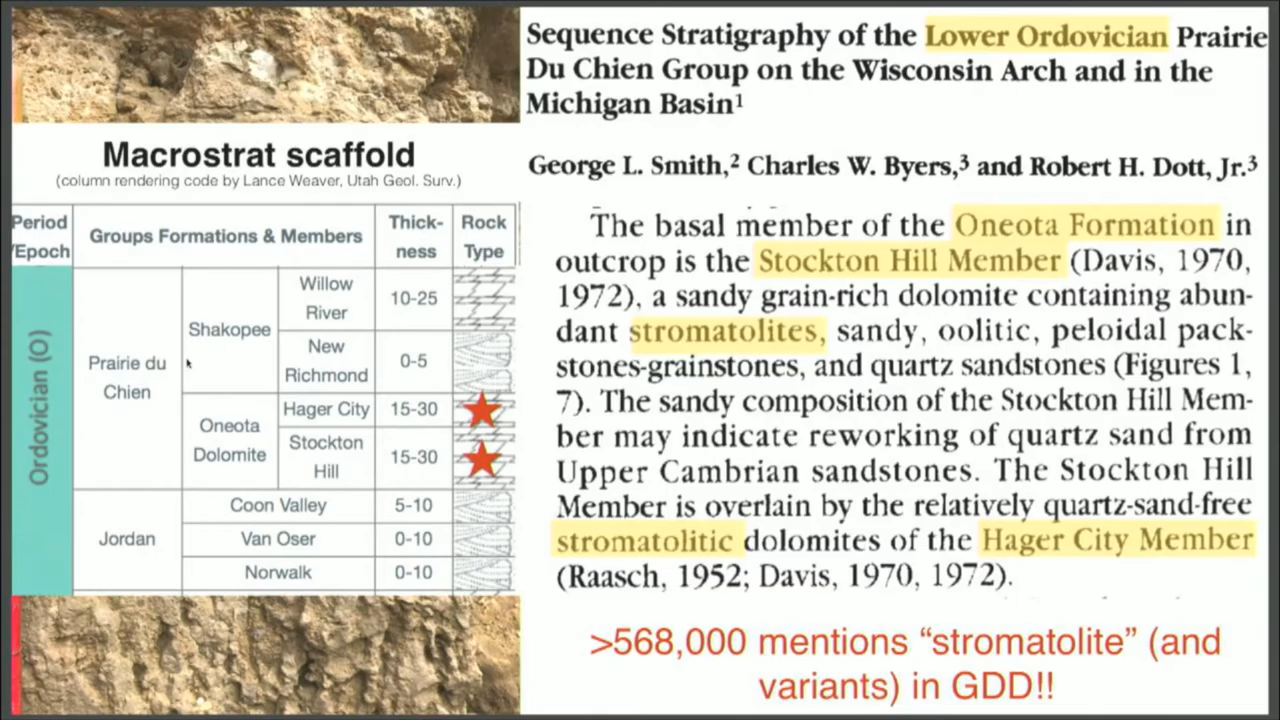 Macrostrat scaffold
(column rendering code by Lance Weaver, Utah Geol. Surv.)
Period
/Epoch
Groups Formations & Members
Thick-
ness
Rock
Type
Ordovician (O)
Prairie du
Chien
Shakopee
Willow
River
10-25
New
Richmond
0-5
Oneota
Dolomite
Hager City
15-30
Stockton
Hill
15-30
Jordan
Coon Valley
5-10
Van Oser
0-10
Norwalk
0-10
Sequence Stratigraphy of the Lower Ordovician Prairie
Du Chien Group on the Wisconsin Arch and in the
Michigan Basin¹
George L. Smith,² Charles W. Byers,³ and Robert H. Dott, Jr.³
The basal member of the Oneota Formation in
outcrop is the Stockton Hill Member (Davis, 1970,
1972), a sandy grain-rich dolomite containing abun-
dant stromatolites, sandy, oolitic, peloidal pack-
stones-grainstones, and quartz sandstones (Figures 1,
7). The sandy composition of the Stockton Hill Mem-
ber may indicate reworking of quartz sand from
Upper Cambrian sandstones. The Stockton Hill
Member is overlain by the relatively quartz-sand-free
stromatolitic dolomites of the Hager City Member
(Raasch, 1952; Davis, 1970, 1972).
>568,000 mentions “stromatolite” (and
variants) in GDD!!